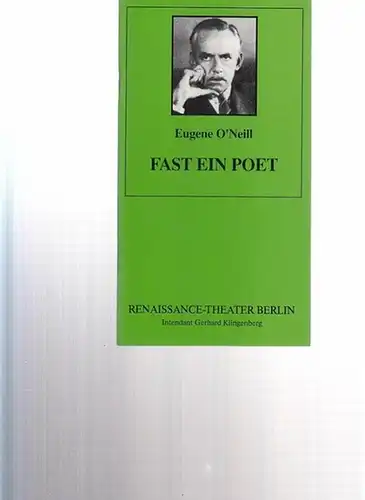 Eugene O'Neill
FAST EIN POET
RENAISSANCE-THEATER BERLIN
Intendant Gerhard Klingenberg